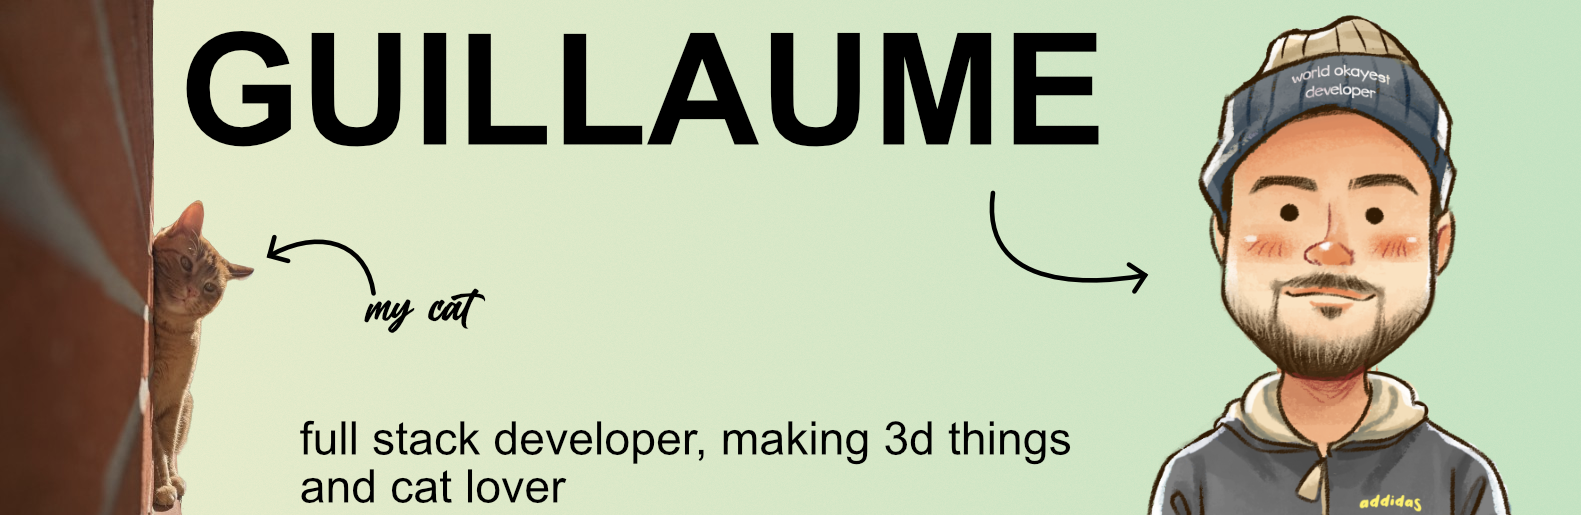 GUILLAUME
world okayest
developer
my cat
full stack developer, making 3d things
and cat lover
addidas